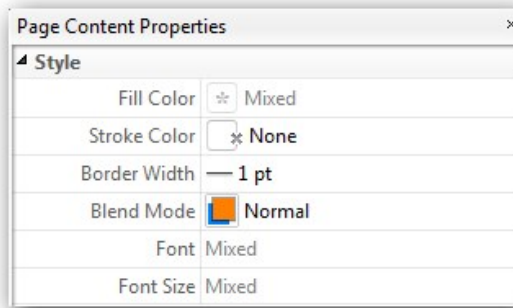 Page Content Properties
Style
Fill Color Mixed
Stroke Color None
Border Width 1 pt
Blend Mode Normal
Font Mixed
Font Size Mixed